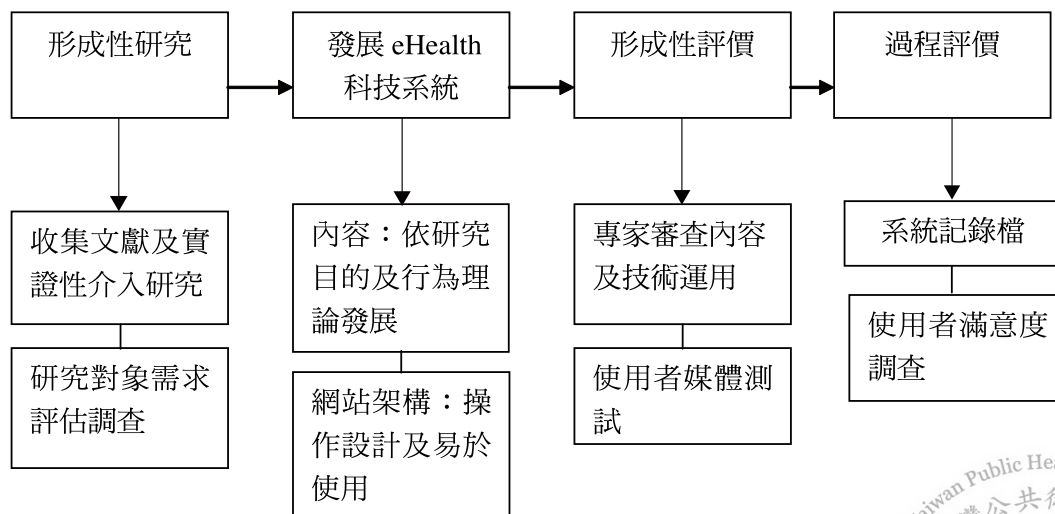 形成性研究
發展 eHealth
科技系統
形成性評價
過程評價
收集文獻及實
證性介入研究
研究對象需求
評估調查
內容：依研究
目的及行為理
論發展
網站架構：操
作設計及易於
使用
專家審查內容
及技術運用
使用者媒體測
試
系統記錄檔
使用者滿意度
調查
Public Hea